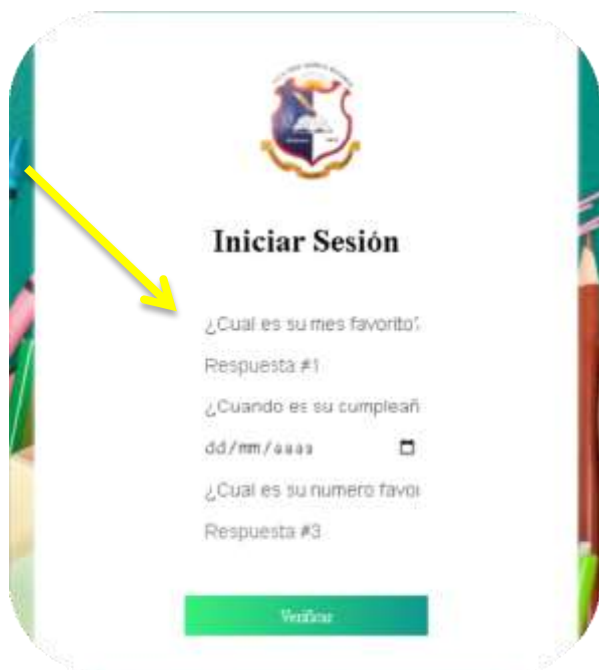 Iniciar Sesión
¿Cual es su mes favorito?
Respuesta #1
¿Cuando es su cumpleañ
dd/mm/aaaa
¿Cual es su numero favor
Respuesta #3
Verificar